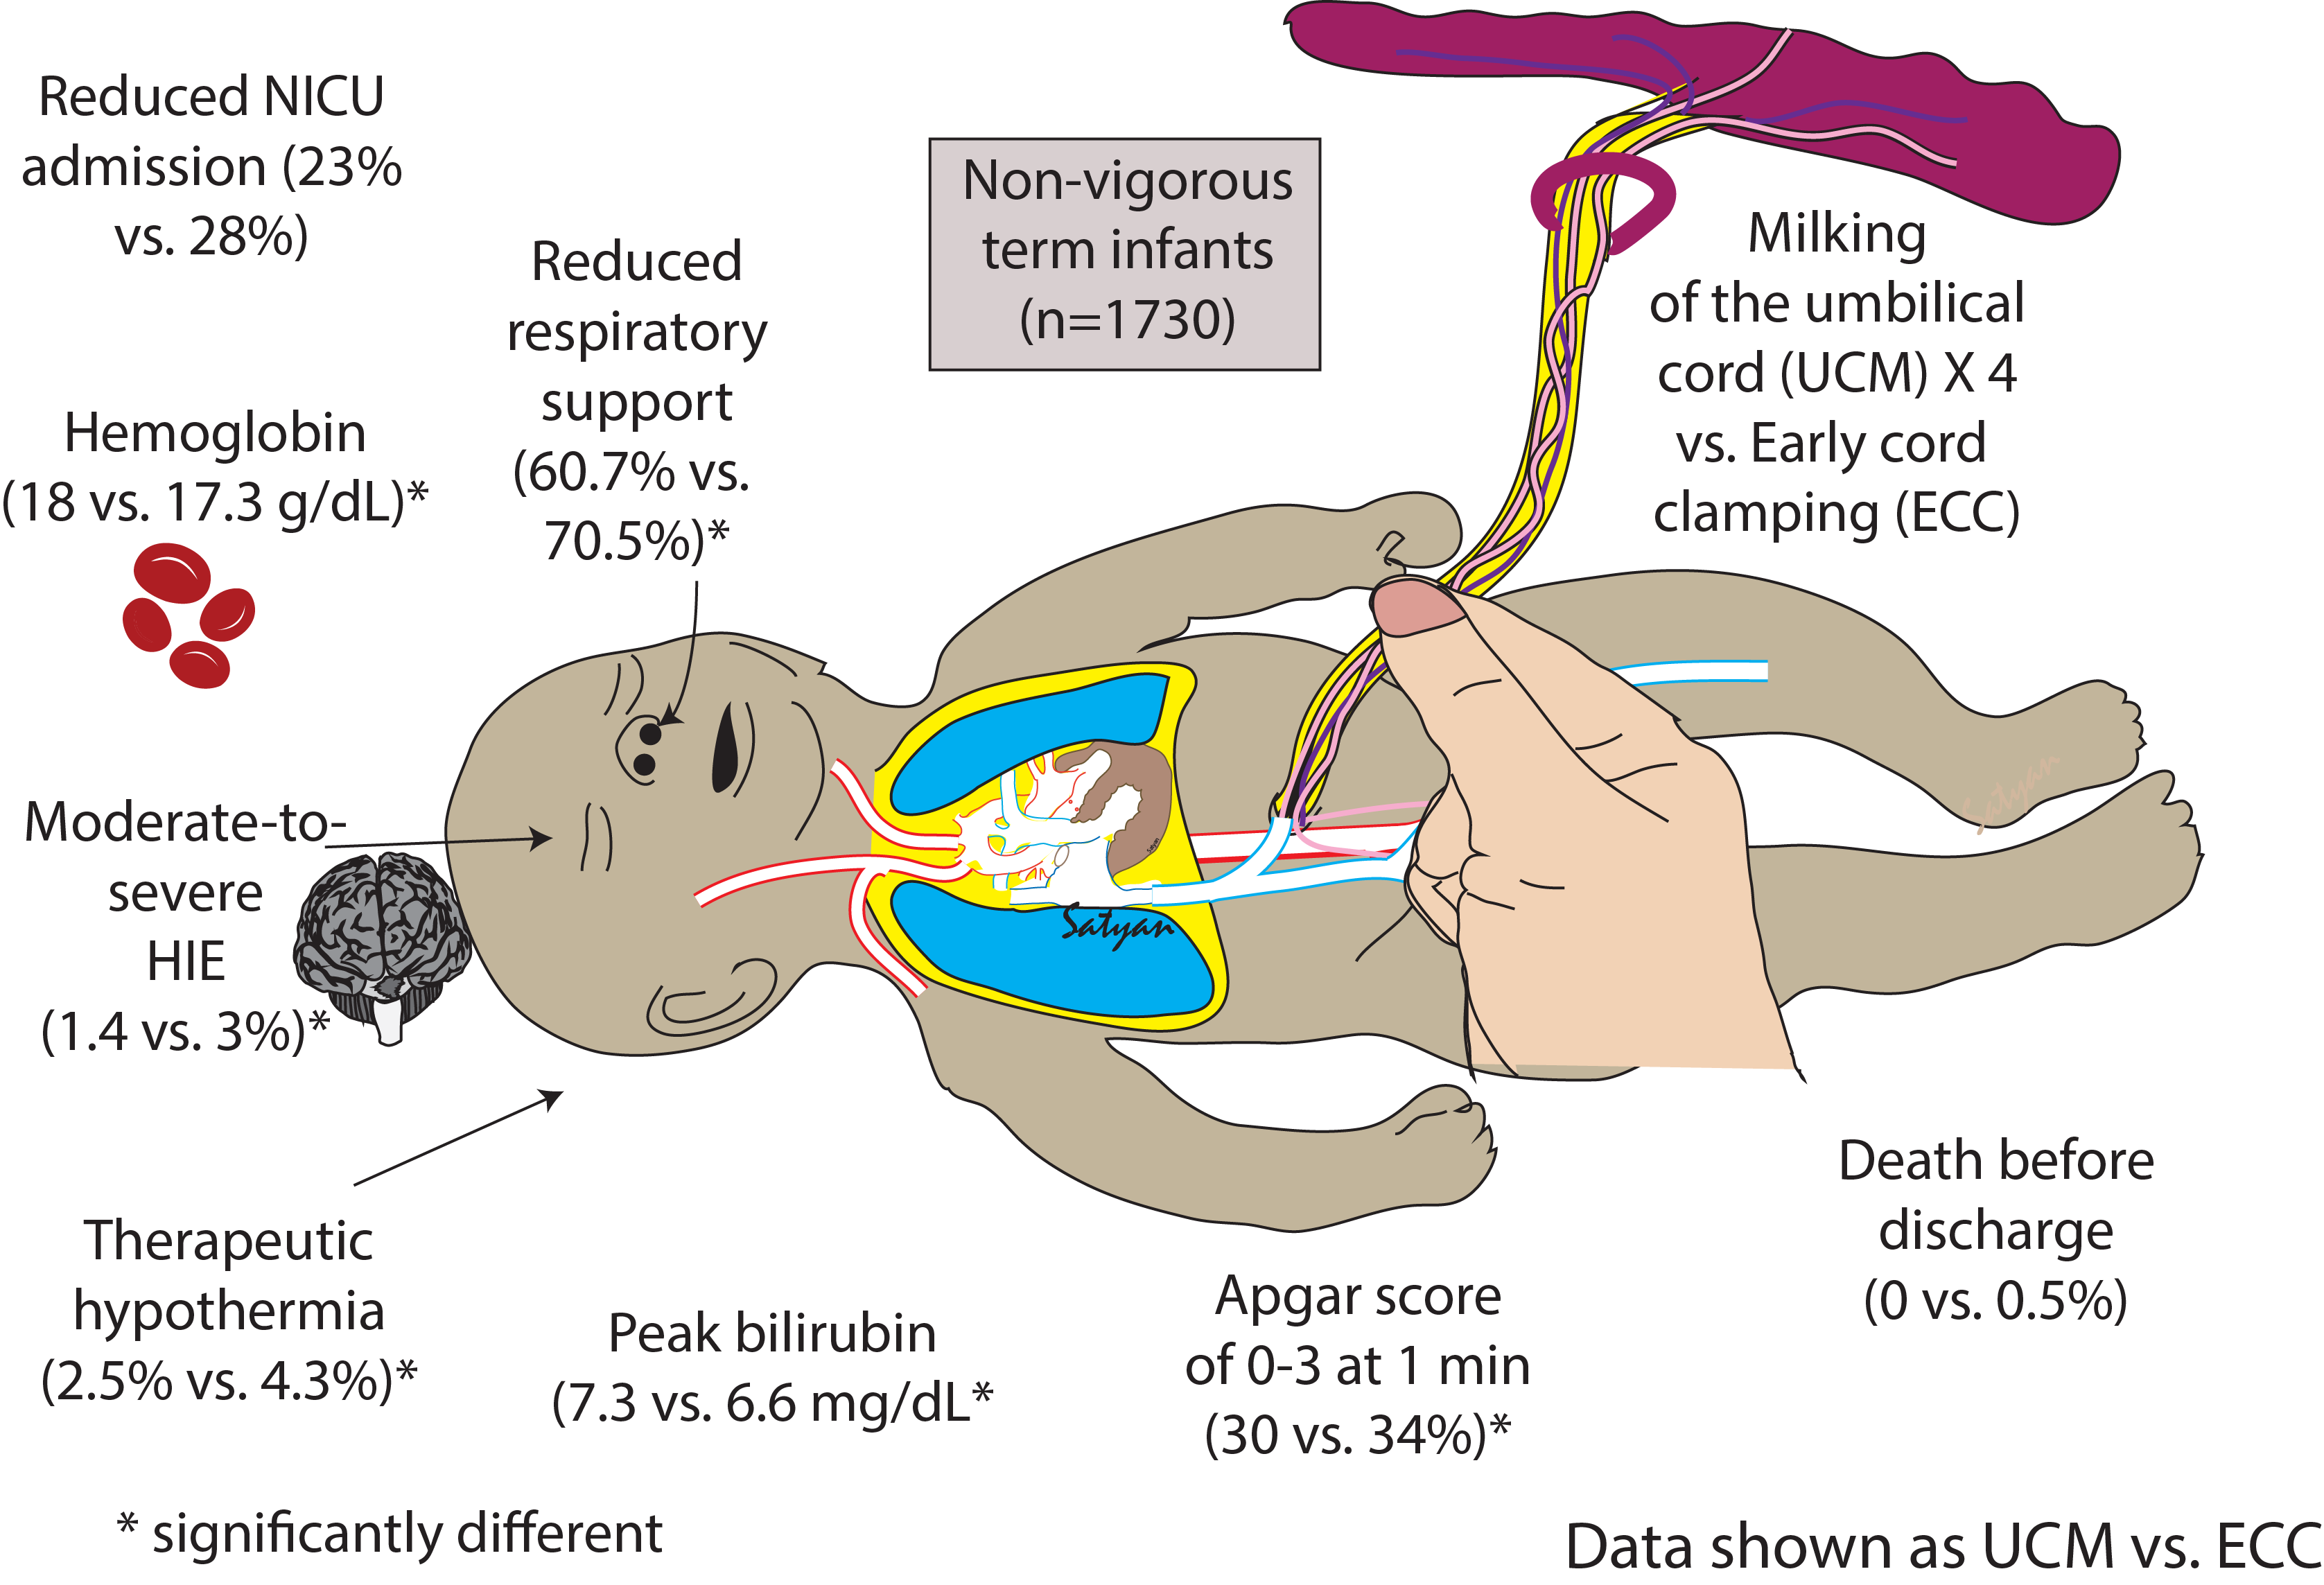 Reduced NICU
admission (23%
vs. 28%)
Reduced
respiratory
support
(60.7% vs.
70.5%)*
Non-vigorous
term infants
(n=1730)
Milking
of the umbilical
cord (UCM) X 4
vs. Early cord
clamping (ECC)
Hemoglobin
(18 vs. 17.3 g/dL)*
Moderate-to-
severe
HIE
(1.4 vs. 3%)*
Satyan
Satyan
Satyan
Therapeutic
hypothermia
(2.5% vs. 4.3%)*
Peak bilirubin
(7.3 vs. 6.6 mg/dL*
Apgar score
of 0-3 at 1 min
(30 vs. 34%)*
Death before
discharge
(0 vs. 0.5%)
* significantly different
Data shown as UCM vs. ECC